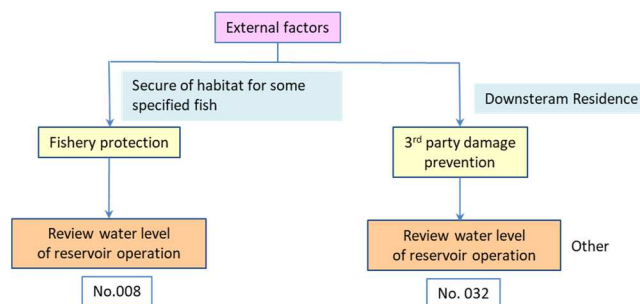 External factors
Secure of habitat for some
specified fish
Downsteram Residence
Fishery protection
3rd party damage
prevention
Review water level
of reservoir operation
Review water level
of reservoir operation
Other
No.008
No. 032